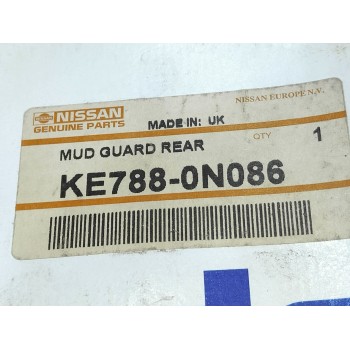 NISSAN
GENUINE PARTS
NISSAN EUROPE N.V.
MADE IN: UK
MUD GUARD REAR
QTY 1
KE788-0N086